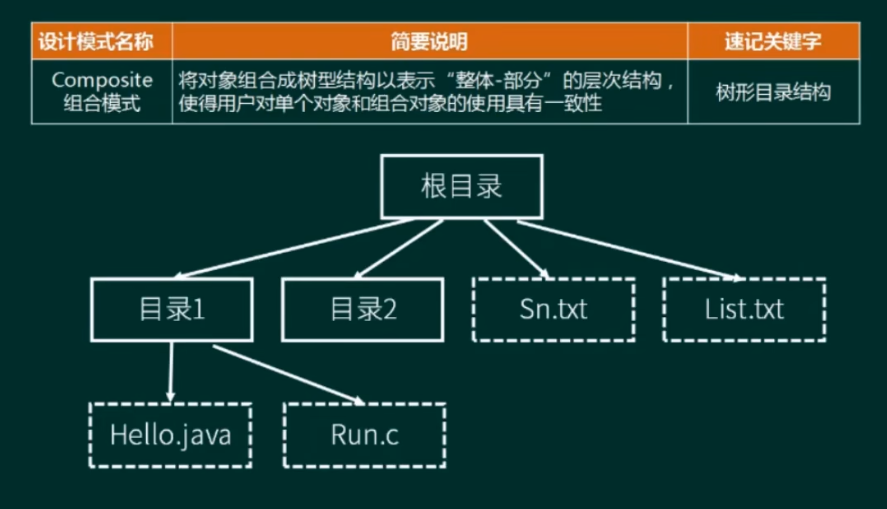 设计模式名称 简要说明 速记关键字
Composite
组合模式
将对象组合成树型结构以表示“整体-部分”的层次结构，
使得用户对单个对象和组合对象的使用具有一致性
树形目录结构
根目录
目录1 目录2 Sn.txt List.txt
Hello.java Run.c